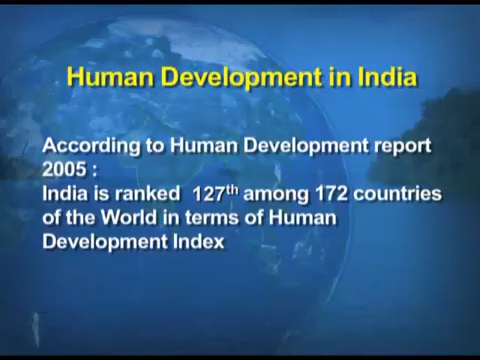 Human Development in India
According to Human Development report
2005 :
India is ranked 127th among 172 countries
of the World in terms of Human
Development Index